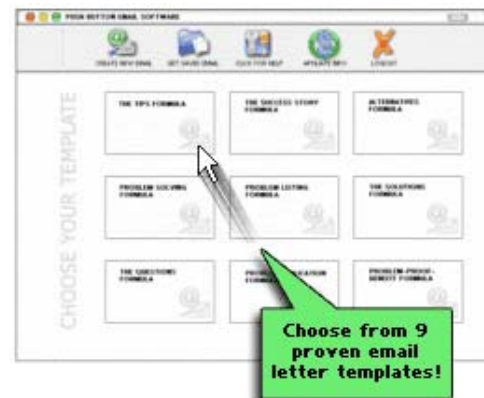 PUSH BUTTON EMAIL SOFTWARE
CREATE NEW EMAIL GET SAVED EMAIL CLICK FOR HELP AFFILIATE INFO LOGOUT
CHOOSE YOUR TEMPLATE
THE TIPS FORMULA
THE SUCCESS STORY
FORMULA
ALTERNATIVES
FORMULA
PROBLEM SOLVING
FORMULA
PROBLEM LISTING
FORMULA
THE SOLUTIONS
FORMULA
THE QUESTIONS
FORMULA
FORMULA
PROBLEM-PROOF-
BENEFIT FORMULA
Choose from 9
proven email
letter templates!